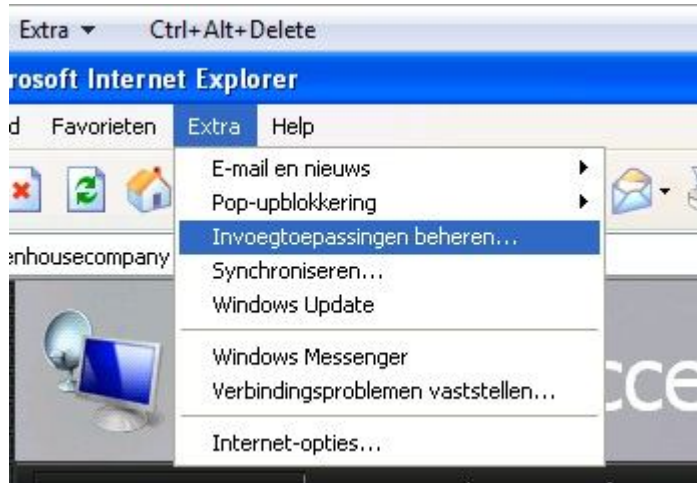 Extra Ctrl+Alt+Delete
rosoft Internet Explorer
d Favorieten Extra Help
E-mail en nieuws
Pop-upblokkering
Invoegtoepassingen beheren...
enhousecompany
Synchroniseren...
Windows Update
Windows Messenger
Verbindingsproblemen vaststellen...
cce
Internet-opties...